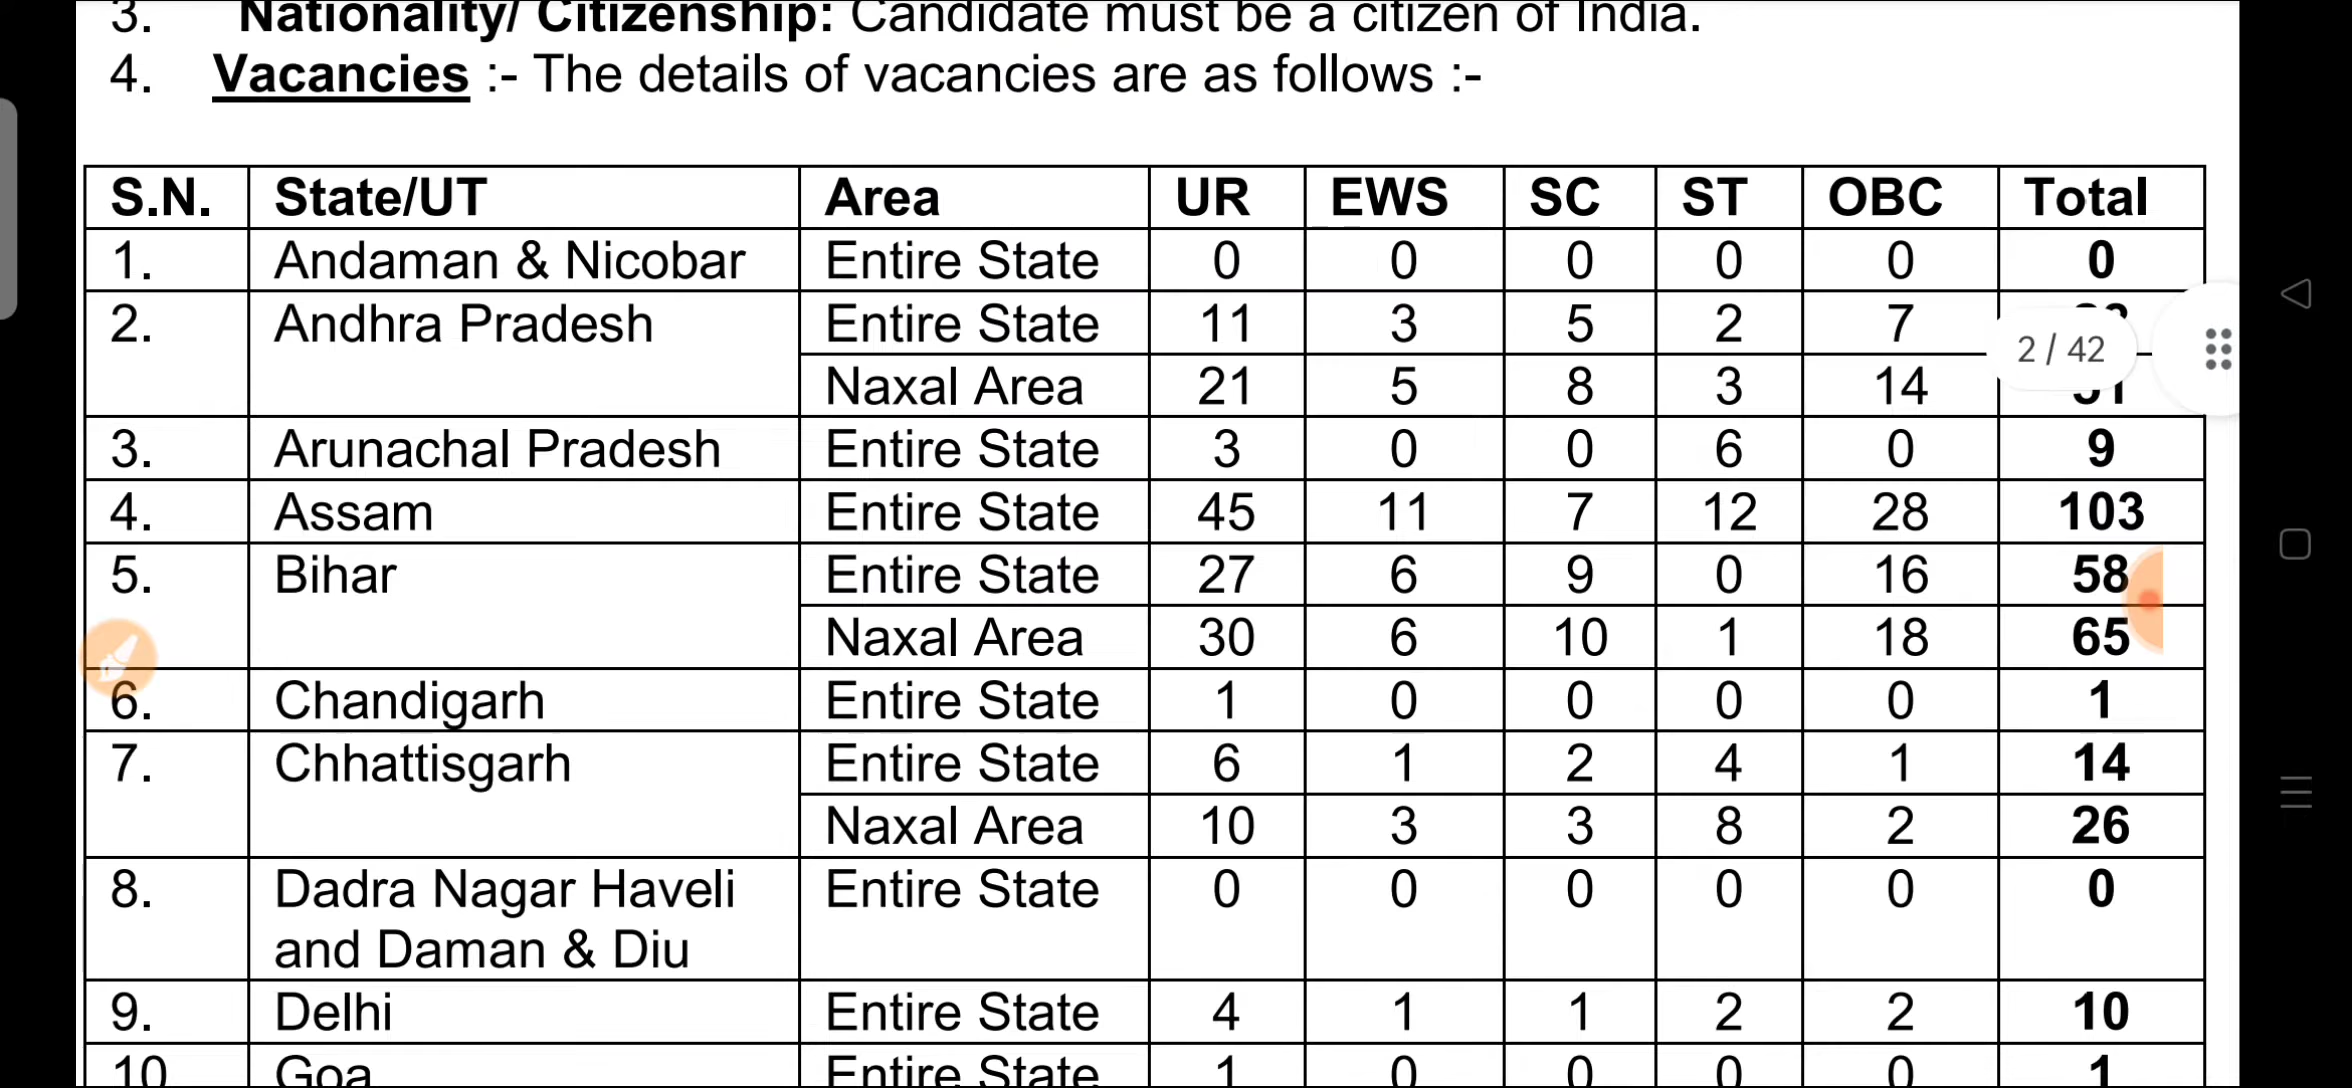 3. Nationality/ Citizenship: Candidate must be a citizen of India.
4. Vacancies :- The details of vacancies are as follows :-
S.N. State/UT Area UR EWS SC ST OBC Total
1. Andaman & Nicobar Entire State 0 0 0 0 0 0
2. Andhra Pradesh Entire State 11 3 5 2 7
2 / 42
Naxal Area 21 5 8 3 14
3. Arunachal Pradesh Entire State 3 0 0 6 0 9
4. Assam Entire State 45 11 7 12 28 103
5. Bihar Entire State 27 6 9 0 16 58
Naxal Area 30 6 10 1 18 65
6. Chandigarh Entire State 1 0 0 0 0 1
7. Chhattisgarh Entire State 6 1 2 4 1 14
Naxal Area 10 3 3 8 2 26
8. Dadra Nagar Haveli Entire State 0 0 0 0 0 0
and Daman & Diu
9. Delhi Entire State 4 1 1 2 2 10
10 Goa Entire State 1 0 0 0 0 1